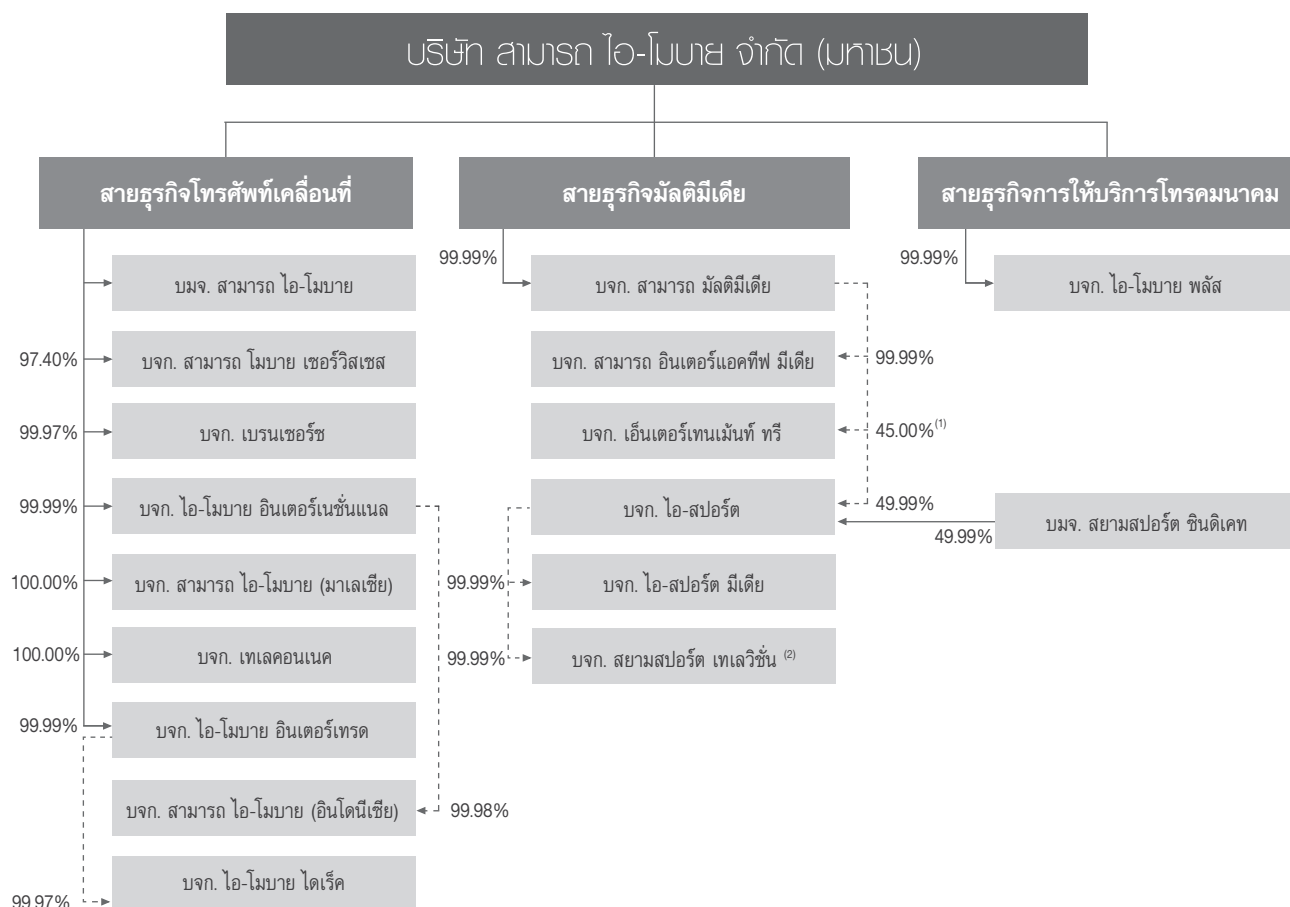 บริษัท สามารถ ไอ-โมบาย จำกัด (มหาชน)
สายธุรกิจโทรศัพท์เคลื่อนที่
บมจ. สามารถ ไอ-โมบาย
97.40%
บจก. สามารถ โมบาย เซอร์วิสเซส
99.97%
บจก. เบรนเซอร์ซ
99.99%
บจก. ไอ-โมบาย อินเตอร์เนชั่นแนล
100.00%
บจก. สามารถ ไอ-โมบาย (มาเลเซีย)
100.00%
บจก. เทเลคอนเนค
99.99%
บจก. ไอ-โมบาย อินเตอร์เทรด
บจก. สามารถ ไอ-โมบาย (อินโดนีเซีย)
99.98%
บจก. ไอ-โมบาย ไดเร็ค
99.97%
สายธุรกิจมัลติมีเดีย
99.99%
บจก. สามารถ มัลติมีเดีย
บจก. สามารถ อินเตอร์แอคทีฟ มีเดีย
99.99%
บจก. เอ็นเตอร์เทนเม้นท์ ทรี
45.00%(1)
บจก. ไอ-สปอร์ต
49.99%
49.99%
บมจ. สยามสปอร์ต ซินดิเคท
99.99%
บจก. ไอ-สปอร์ต มีเดีย
99.99%
บจก. สยามสปอร์ต เทเลวิชั่น (2)
สายธุรกิจการให้บริการโทรคมนาคม
99.99%
บจก. ไอ-โมบาย พลัส